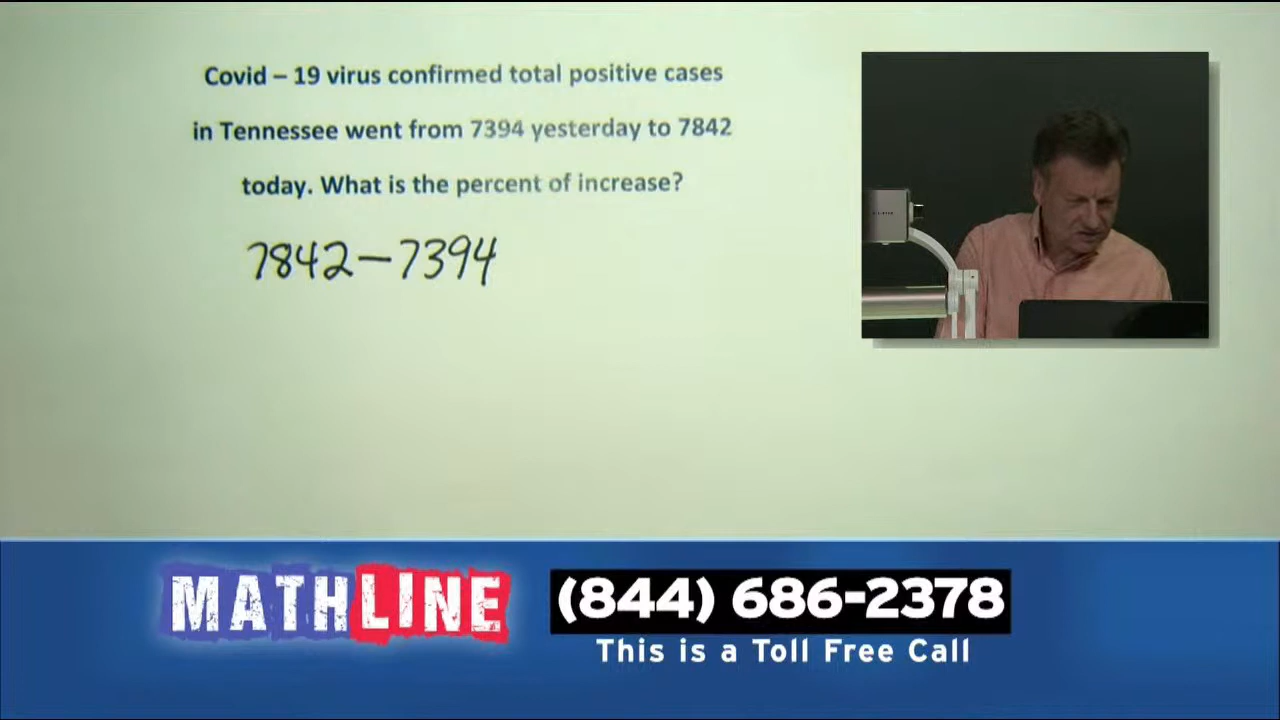 Covid – 19 virus confirmed total positive cases
in Tennessee went from 7394 yesterday to 7842
today. What is the percent of increase?
7842–7394
MATHLINE
(844) 686-2378
This is a Toll Free Call